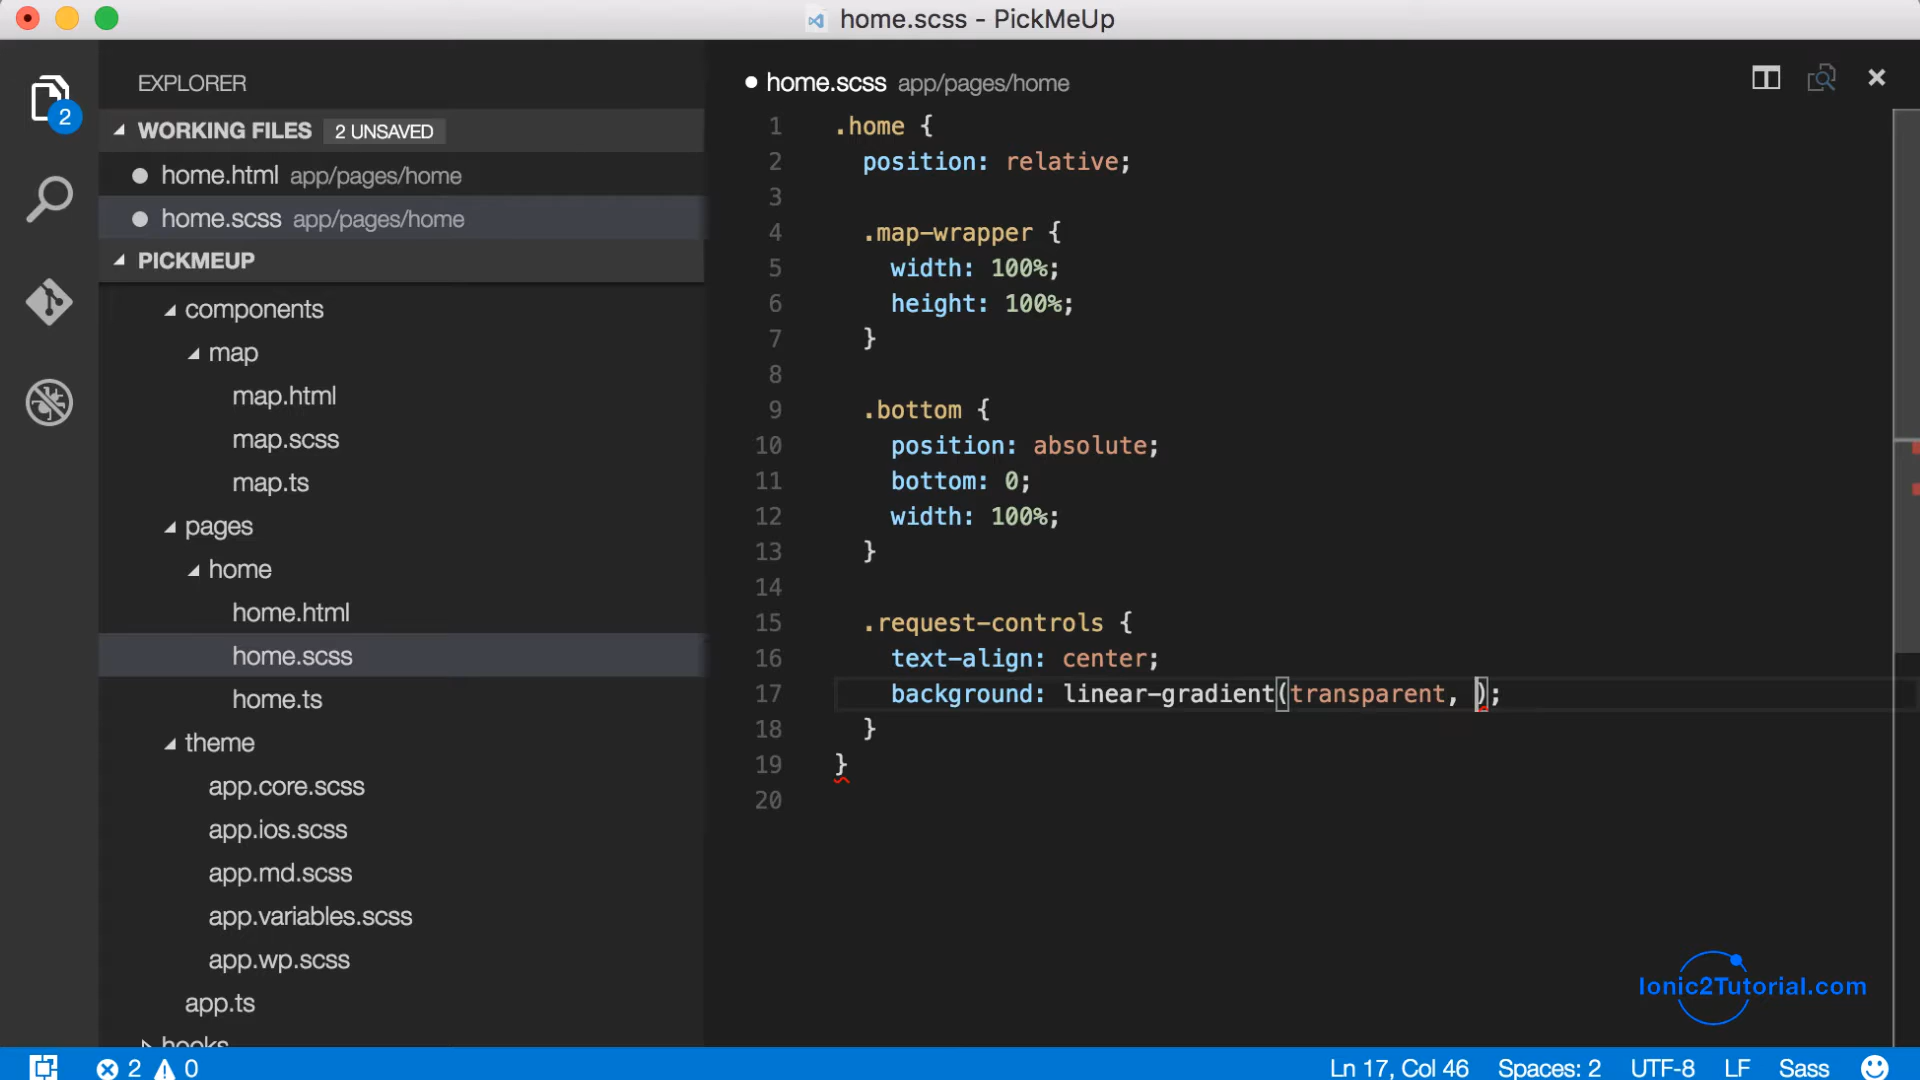 home.scss - PickMeUp
EXPLORER
WORKING FILES 2 UNSAVED
home.html app/pages/home
home.scss app/pages/home
PICKMEUP
components
map
map.html
map.scss
map.ts
pages
home
home.html
home.scss
home.ts
theme
app.core.scss
app.ios.scss
app.md.scss
app.variables.scss
app.wp.scss
app.ts
hooks
2
home.scss app/pages/home
1 .home {
2 position: relative;
3
4 .map-wrapper {
5 width: 100%;
6 height: 100%;
7 }
8
9 .bottom {
10 position: absolute;
11 bottom: 0;
12 width: 100%;
13 }
14
15 .request-controls {
16 text-align: center;
17 background: linear-gradient(transparent, );
18 }
19 }
20
Ionic2Tutorial.com
2 0 Ln 17, Col 46 Spaces: 2 UTF-8 LF Sass